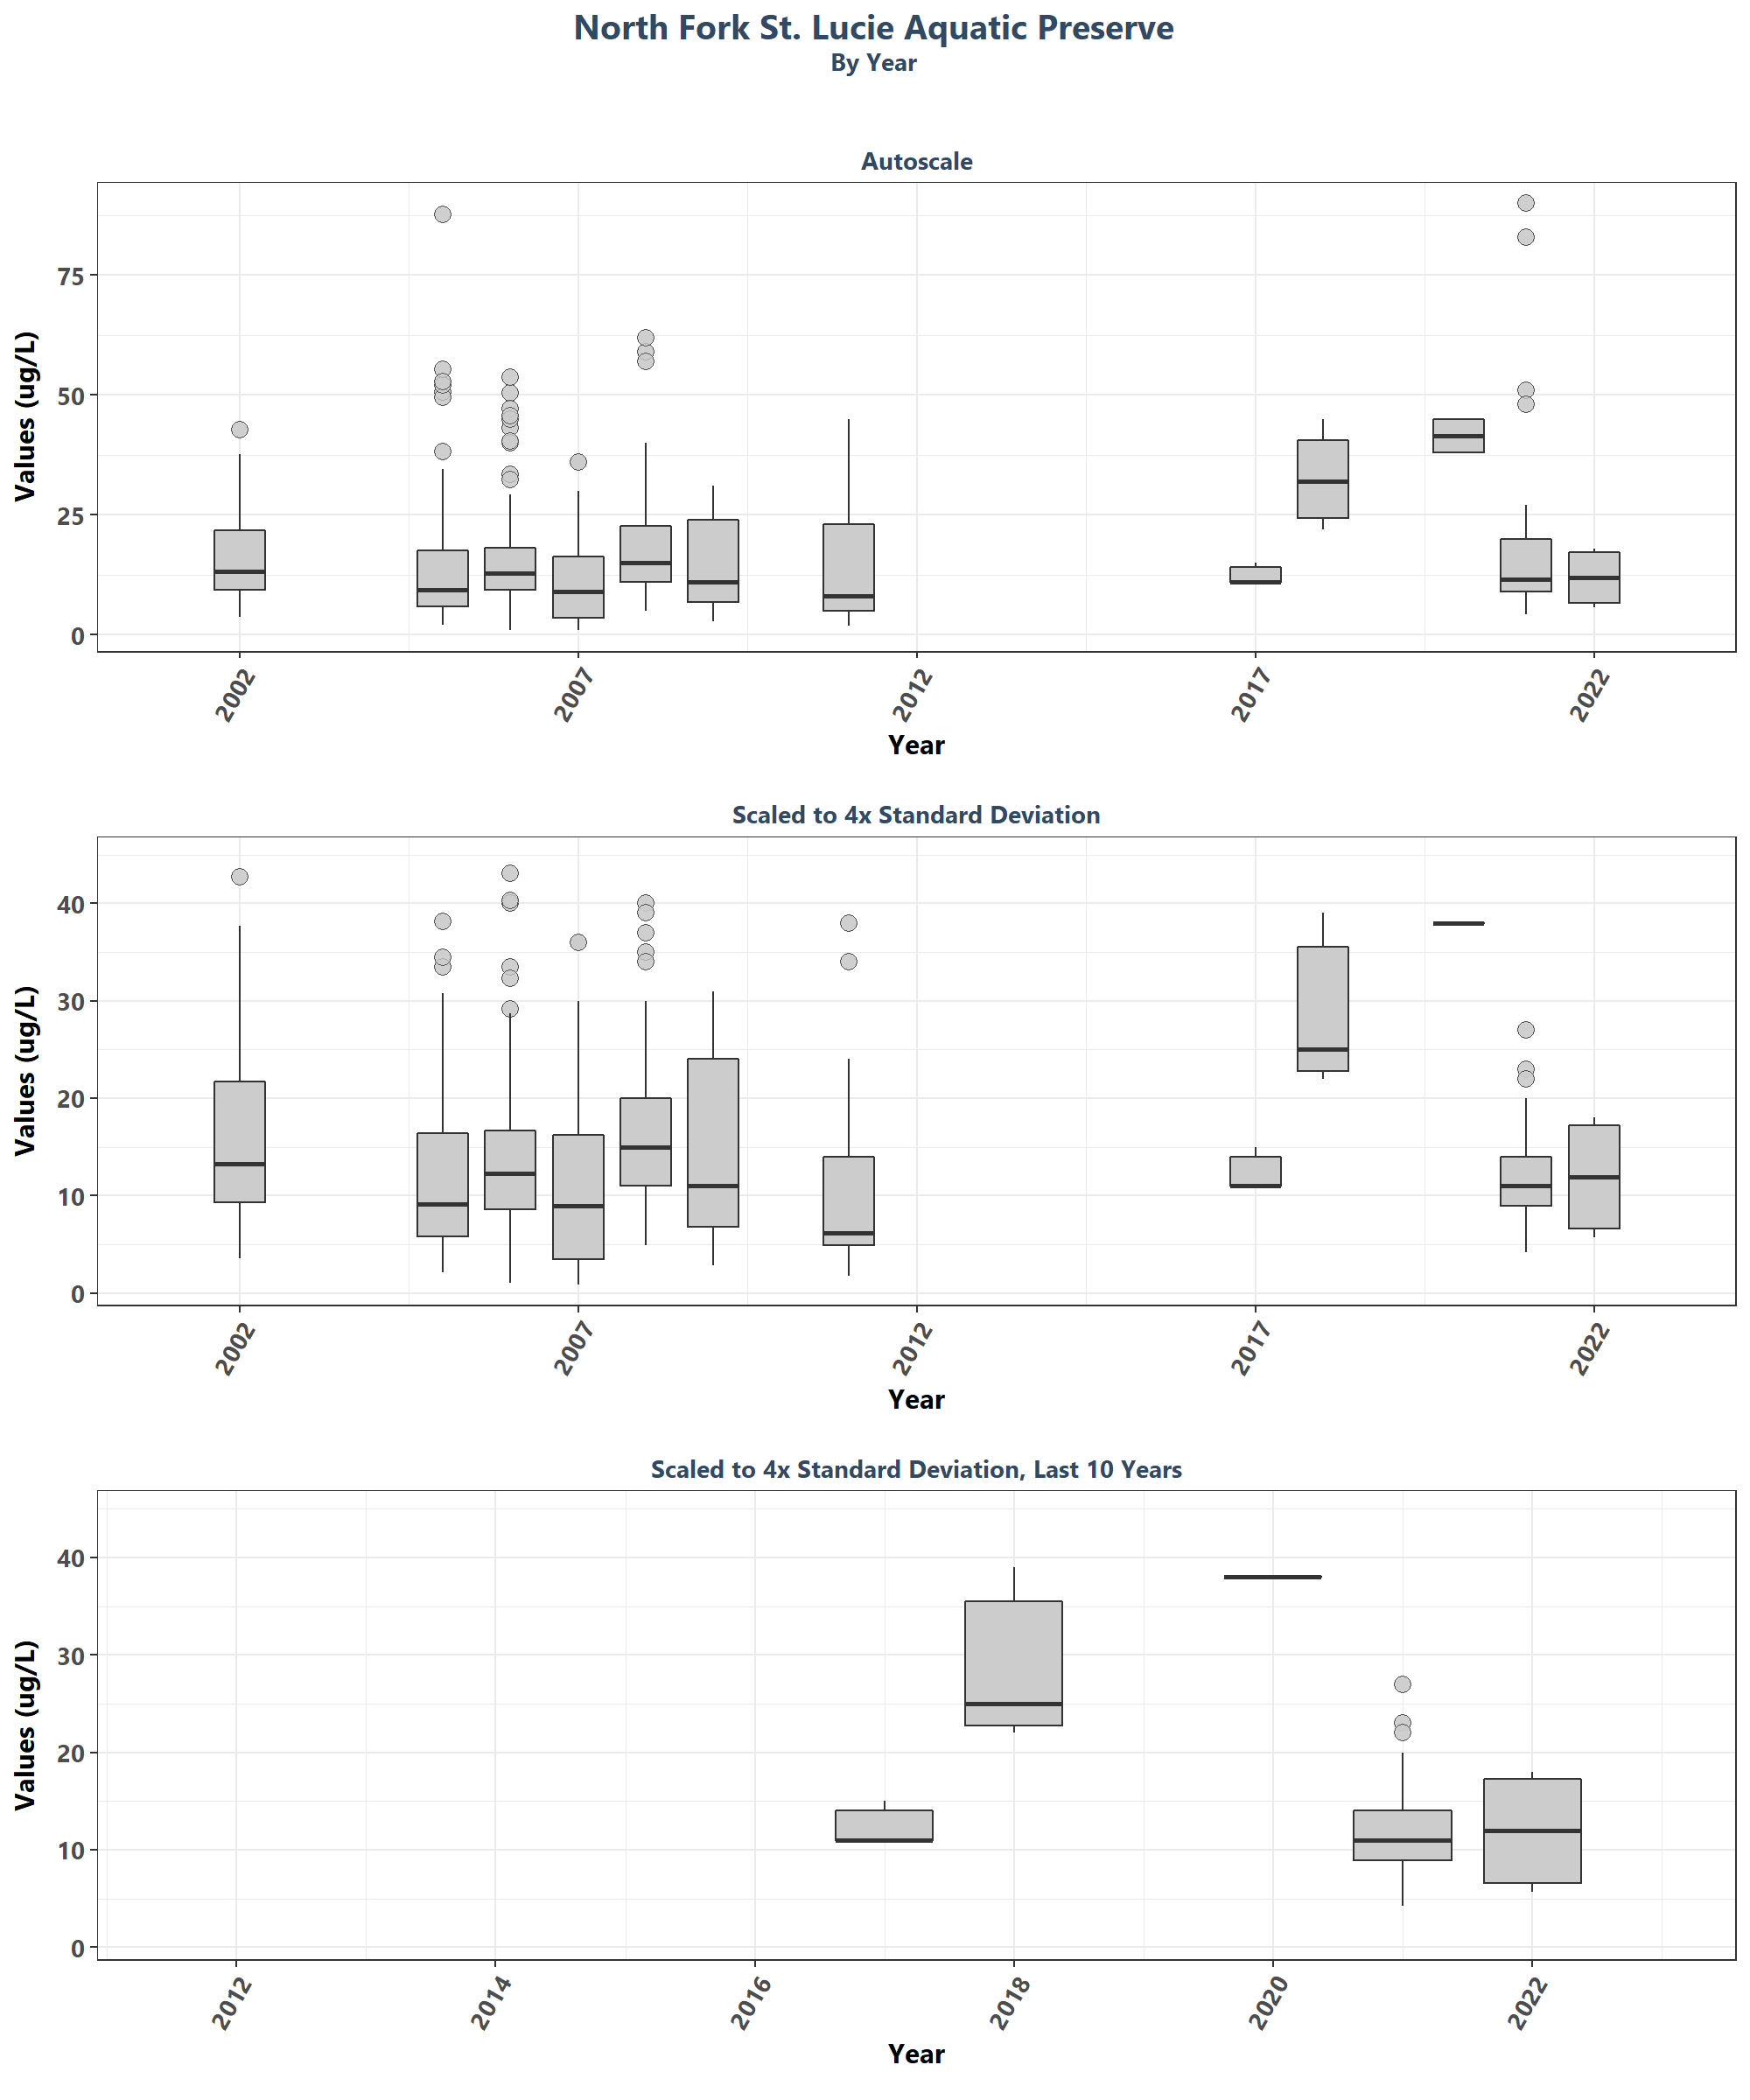 North Fork St. Lucie Aquatic Preserve
By Year
Autoscale
Values (ug/L)
75
50
25
0
2002
2007
2012
2017
2022
Year
Scaled to 4x Standard Deviation
Values (ug/L)
40
30
20
10
0
2002
2007
2012
2017
2022
Year
Scaled to 4x Standard Deviation, Last 10 Years
Values (ug/L)
40
30
20
10
0
2012
2014
2016
2018
2020
2022
Year